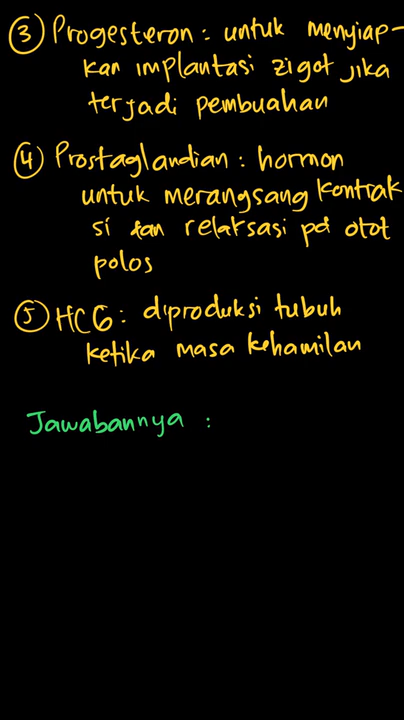 ③ Progesteron : untuk menyiap-
kan implantasi zigot jika
terjadi pembuahan
④ Prostaglandian : hormon
untuk merangsang kontrak
si dan relaksasi pd otot
polos
⑤ HCG : diproduksi tubuh
ketika masa kehamilan
Jawabannya :